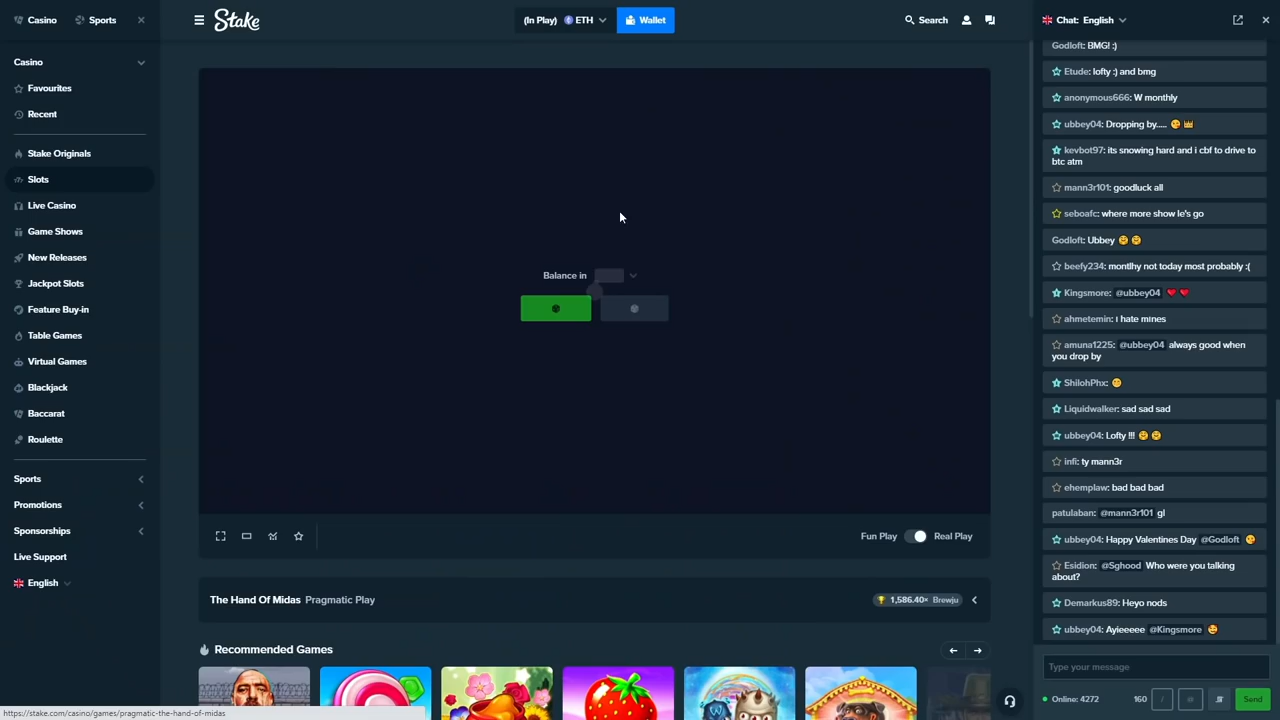 Casino
Sports
Stake
(In Play) ETH
Wallet
Search
Chat: English
Casino
Favourites
Recent
Stake Originals
Slots
Live Casino
Game Shows
New Releases
Jackpot Slots
Feature Buy-in
Table Games
Virtual Games
Blackjack
Baccarat
Roulette
Sports
Promotions
Sponsorships
Live Support
English
Balance in
Fun Play
Real Play
The Hand Of Midas Pragmatic Play
1,586.40× Brewju
Recommended Games
https://stake.com/casino/games/pragmatic-the-hand-of-midas
Godloft: BMG! :)
Etude: lofty :) and bmg
anonymous666: W monthly
ubbey04: Dropping by..... 😘 👑
kevbot97: its snowing hard and i cbf to drive to
btc atm
mann3r101: goodluck all
seboafc: where more show le's go
Godloft: Ubbey
beefy234: montlhy not today most probably :(
Kingsmore: @ubbey04 ❤️ ❤️
ahmetemin: ı hate mınes
amuna1225: @ubbey04 always good when
you drop by
ShilohPhx:
Liquidwalker: sad sad sad
ubbey04: Lofty !!!
infi: ty mann3r
ehemplaw: bad bad bad
patulaban: @mann3r101 gl
ubbey04: Happy Valentines Day @Godloft 😘
Esidion: @Sghood Who were you talking
about?
Demarkus89: Heyo nods
ubbey04: Ayieeeee @Kingsmore
Type your message
Online: 4272
160
Send